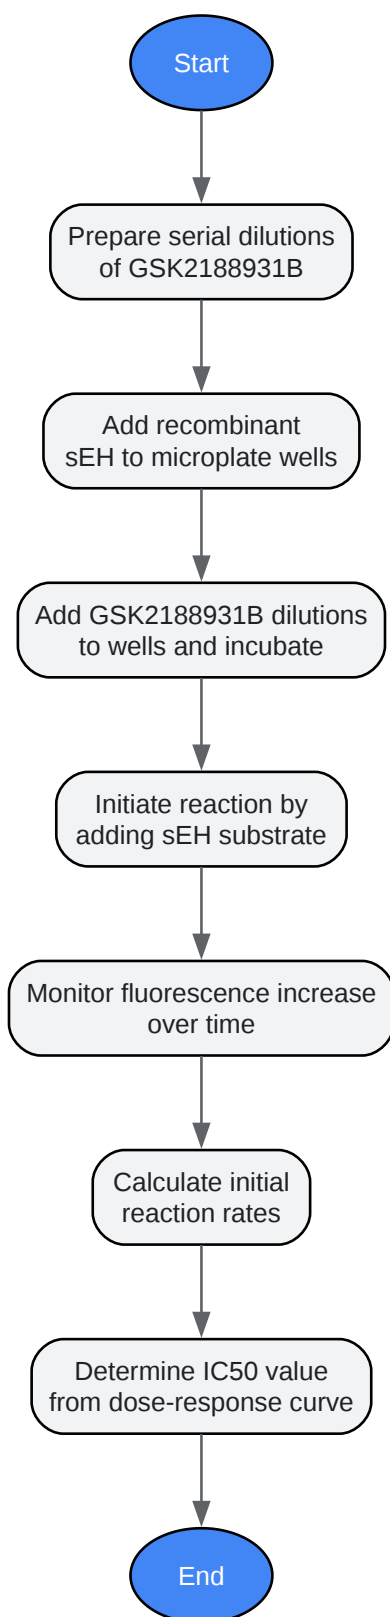 Start
Prepare serial dilutions
of GSK2188931B
Add recombinant
sEH to microplate wells
Add GSK2188931B dilutions
to wells and incubate
Initiate reaction by
adding sEH substrate
Monitor fluorescence increase
over time
Calculate initial
reaction rates
Determine IC50 value
from dose-response curve
End